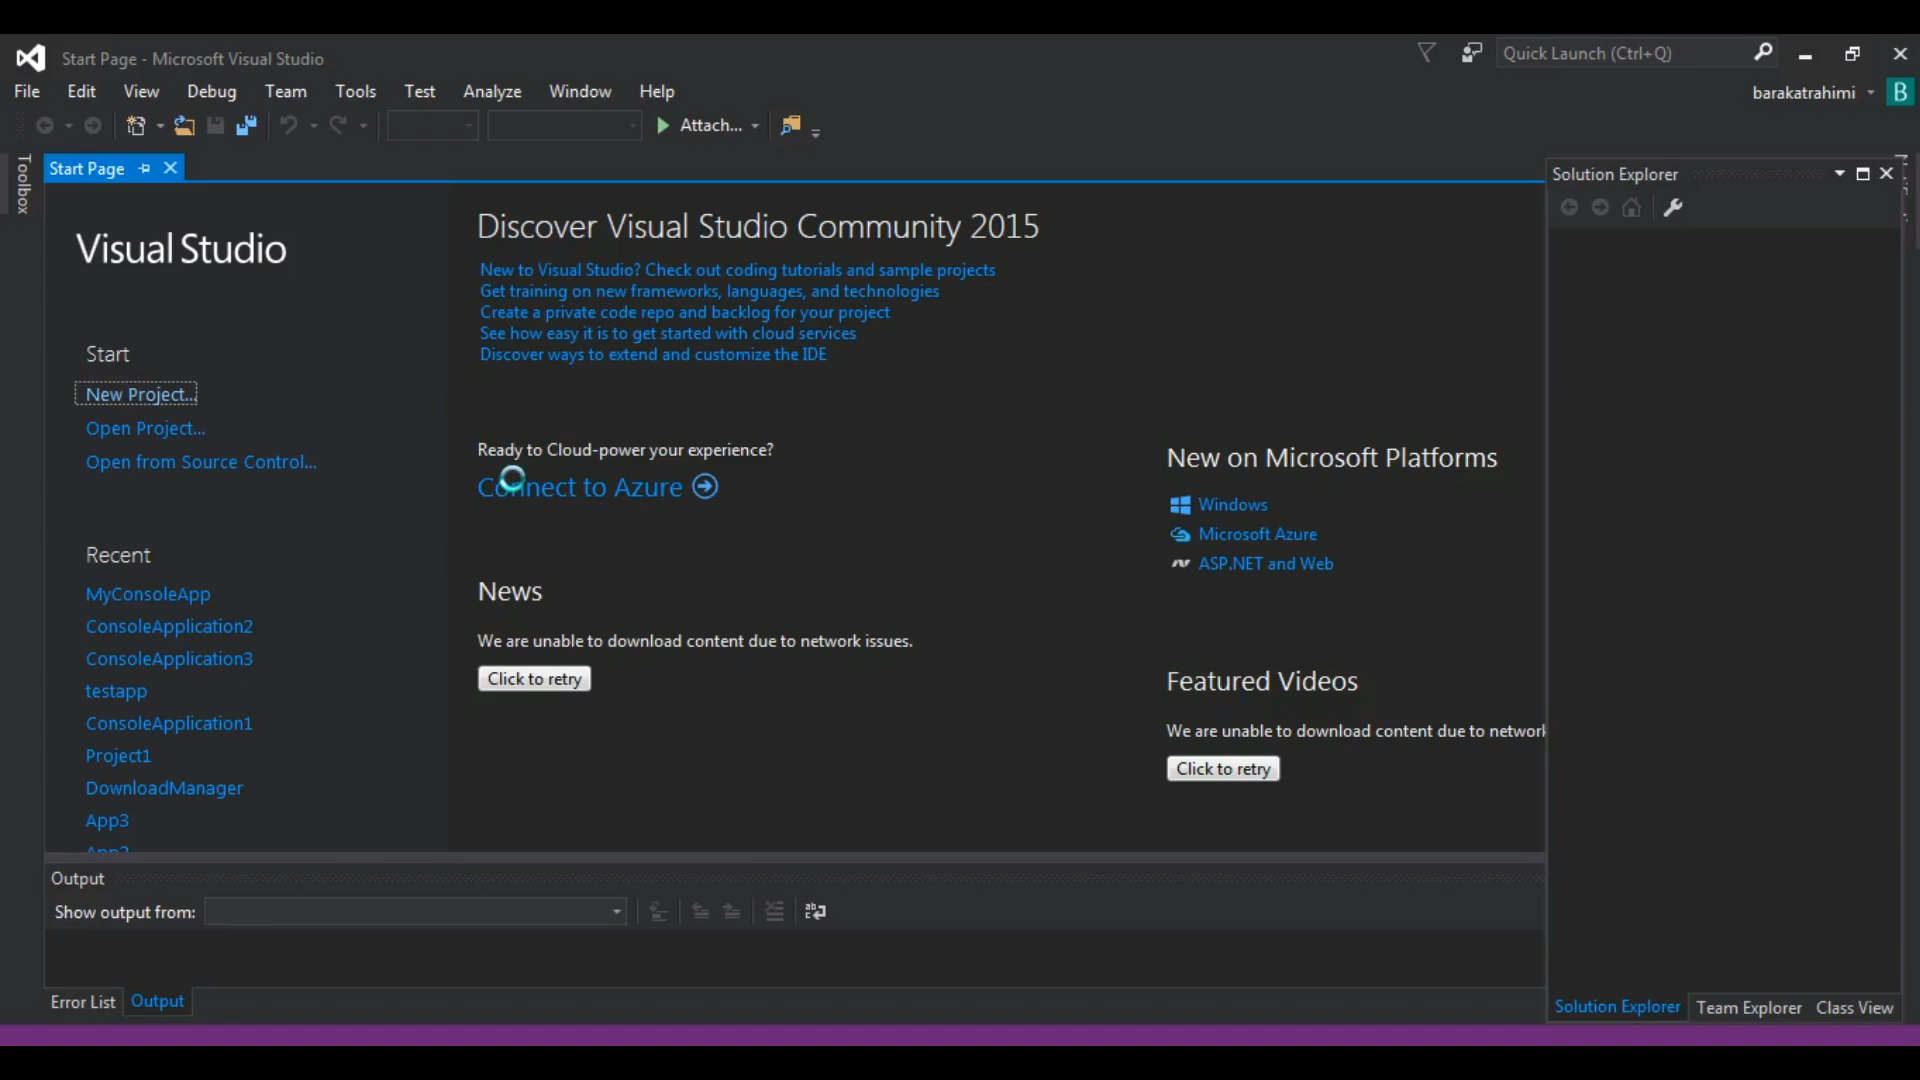 Start Page - Microsoft Visual Studio
Quick Launch (Ctrl+Q)
File Edit View Debug Team Tools Test Analyze Window Help
barakatrahimi B
Attach...
Toolbox
Start Page
Solution Explorer
Visual Studio
Discover Visual Studio Community 2015
New to Visual Studio? Check out coding tutorials and sample projects
Get training on new frameworks, languages, and technologies
Create a private code repo and backlog for your project
See how easy it is to get started with cloud services
Discover ways to extend and customize the IDE
Start
New Project...
Open Project...
Open from Source Control...
Ready to Cloud-power your experience?
Connect to Azure
New on Microsoft Platforms
Windows
Microsoft Azure
ASP.NET and Web
Recent
MyConsoleApp
ConsoleApplication2
ConsoleApplication3
testapp
ConsoleApplication1
Project1
DownloadManager
App3
News
We are unable to download content due to network issues.
Click to retry
Featured Videos
We are unable to download content due to network
Click to retry
Output
Show output from:
Error List Output
Solution Explorer Team Explorer Class View